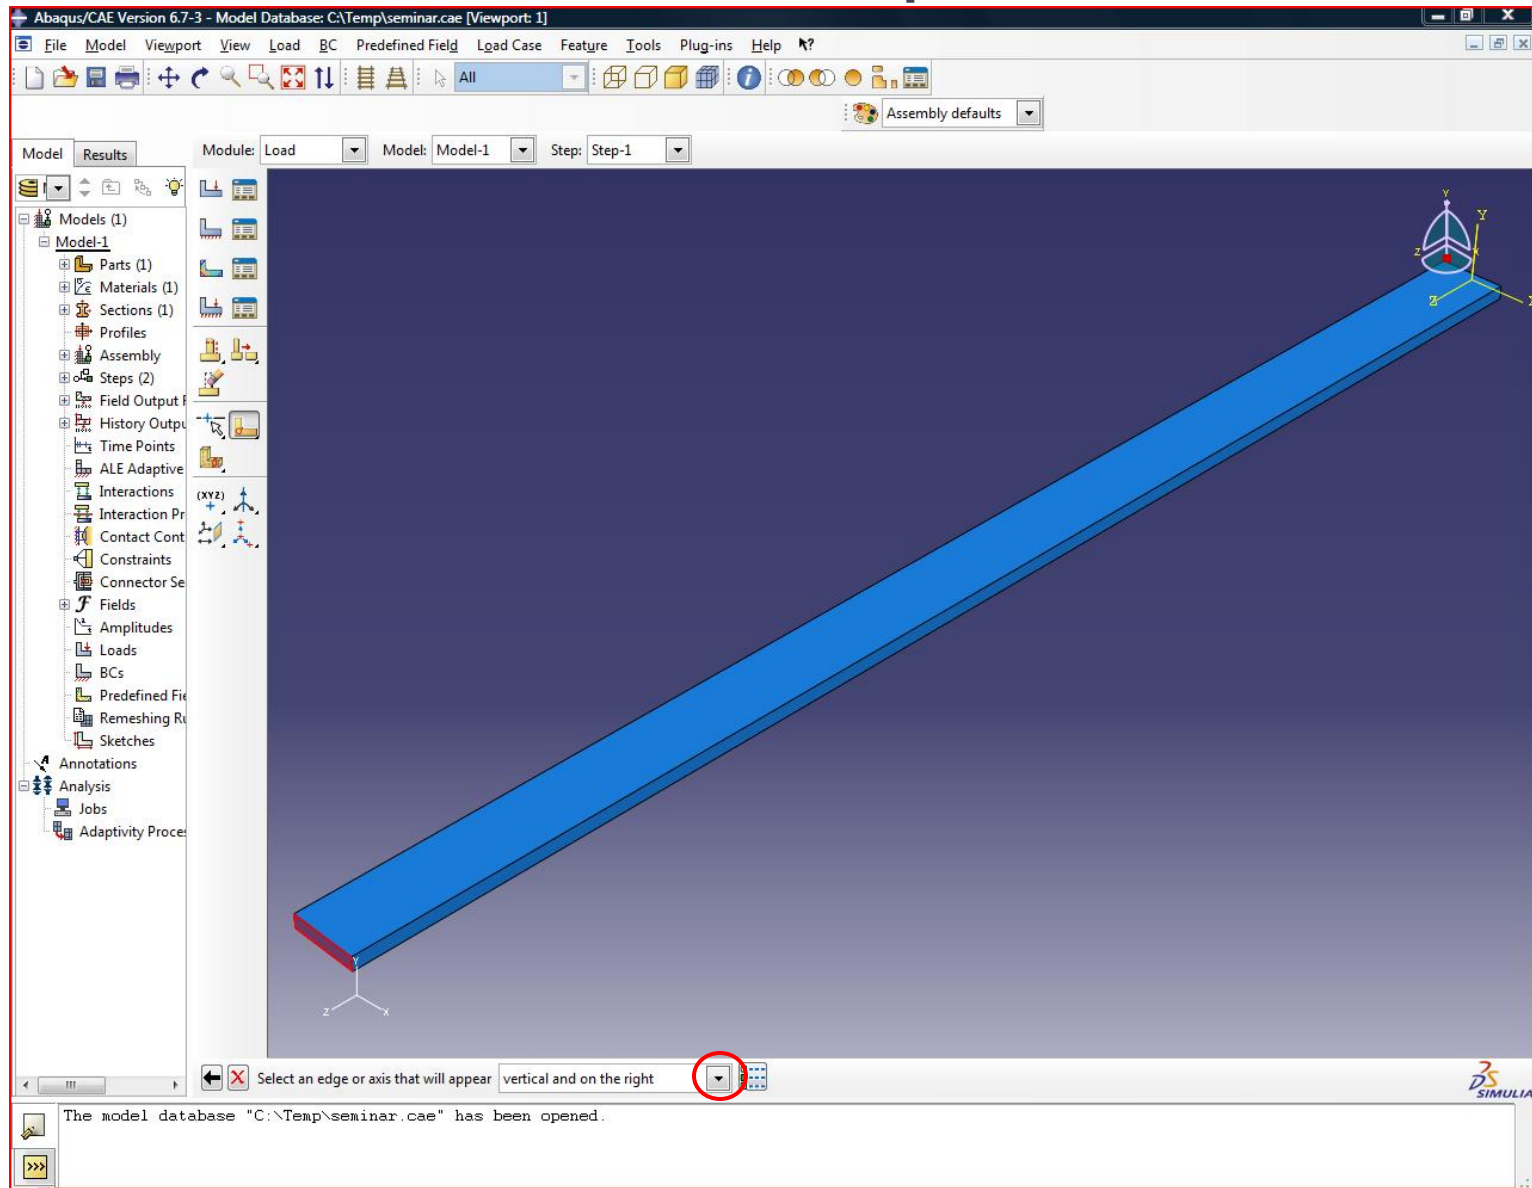 Abaqus/CAE Version 6.7-3 - Model Database: C:\Temp\seminar.cae [Viewport: 1]
File Model Viewport View Load BC Predefined Field Load Case Feature Tools Plug-ins Help
All
Assembly defaults
Model Results
Module: Load Model: Model-1 Step: Step-1
Models (1)
Model-1
Parts (1)
Materials (1)
Sections (1)
Profiles
Assembly
Steps (2)
Field Output F
History Outpu
Time Points
ALE Adaptive
Interactions
Interaction Pr
Contact Cont
Constraints
Connector Se
Fields
Amplitudes
Loads
BCs
Predefined Fie
Remeshing Ru
Sketches
Annotations
Analysis
Jobs
Adaptivity Proces
(XYZ)
Y
Y
Z
X
Z
X
Y
Z
X
Select an edge or axis that will appear vertical and on the right
SIMULIA
The model database "C:\Temp\seminar.cae" has been opened.
>>>